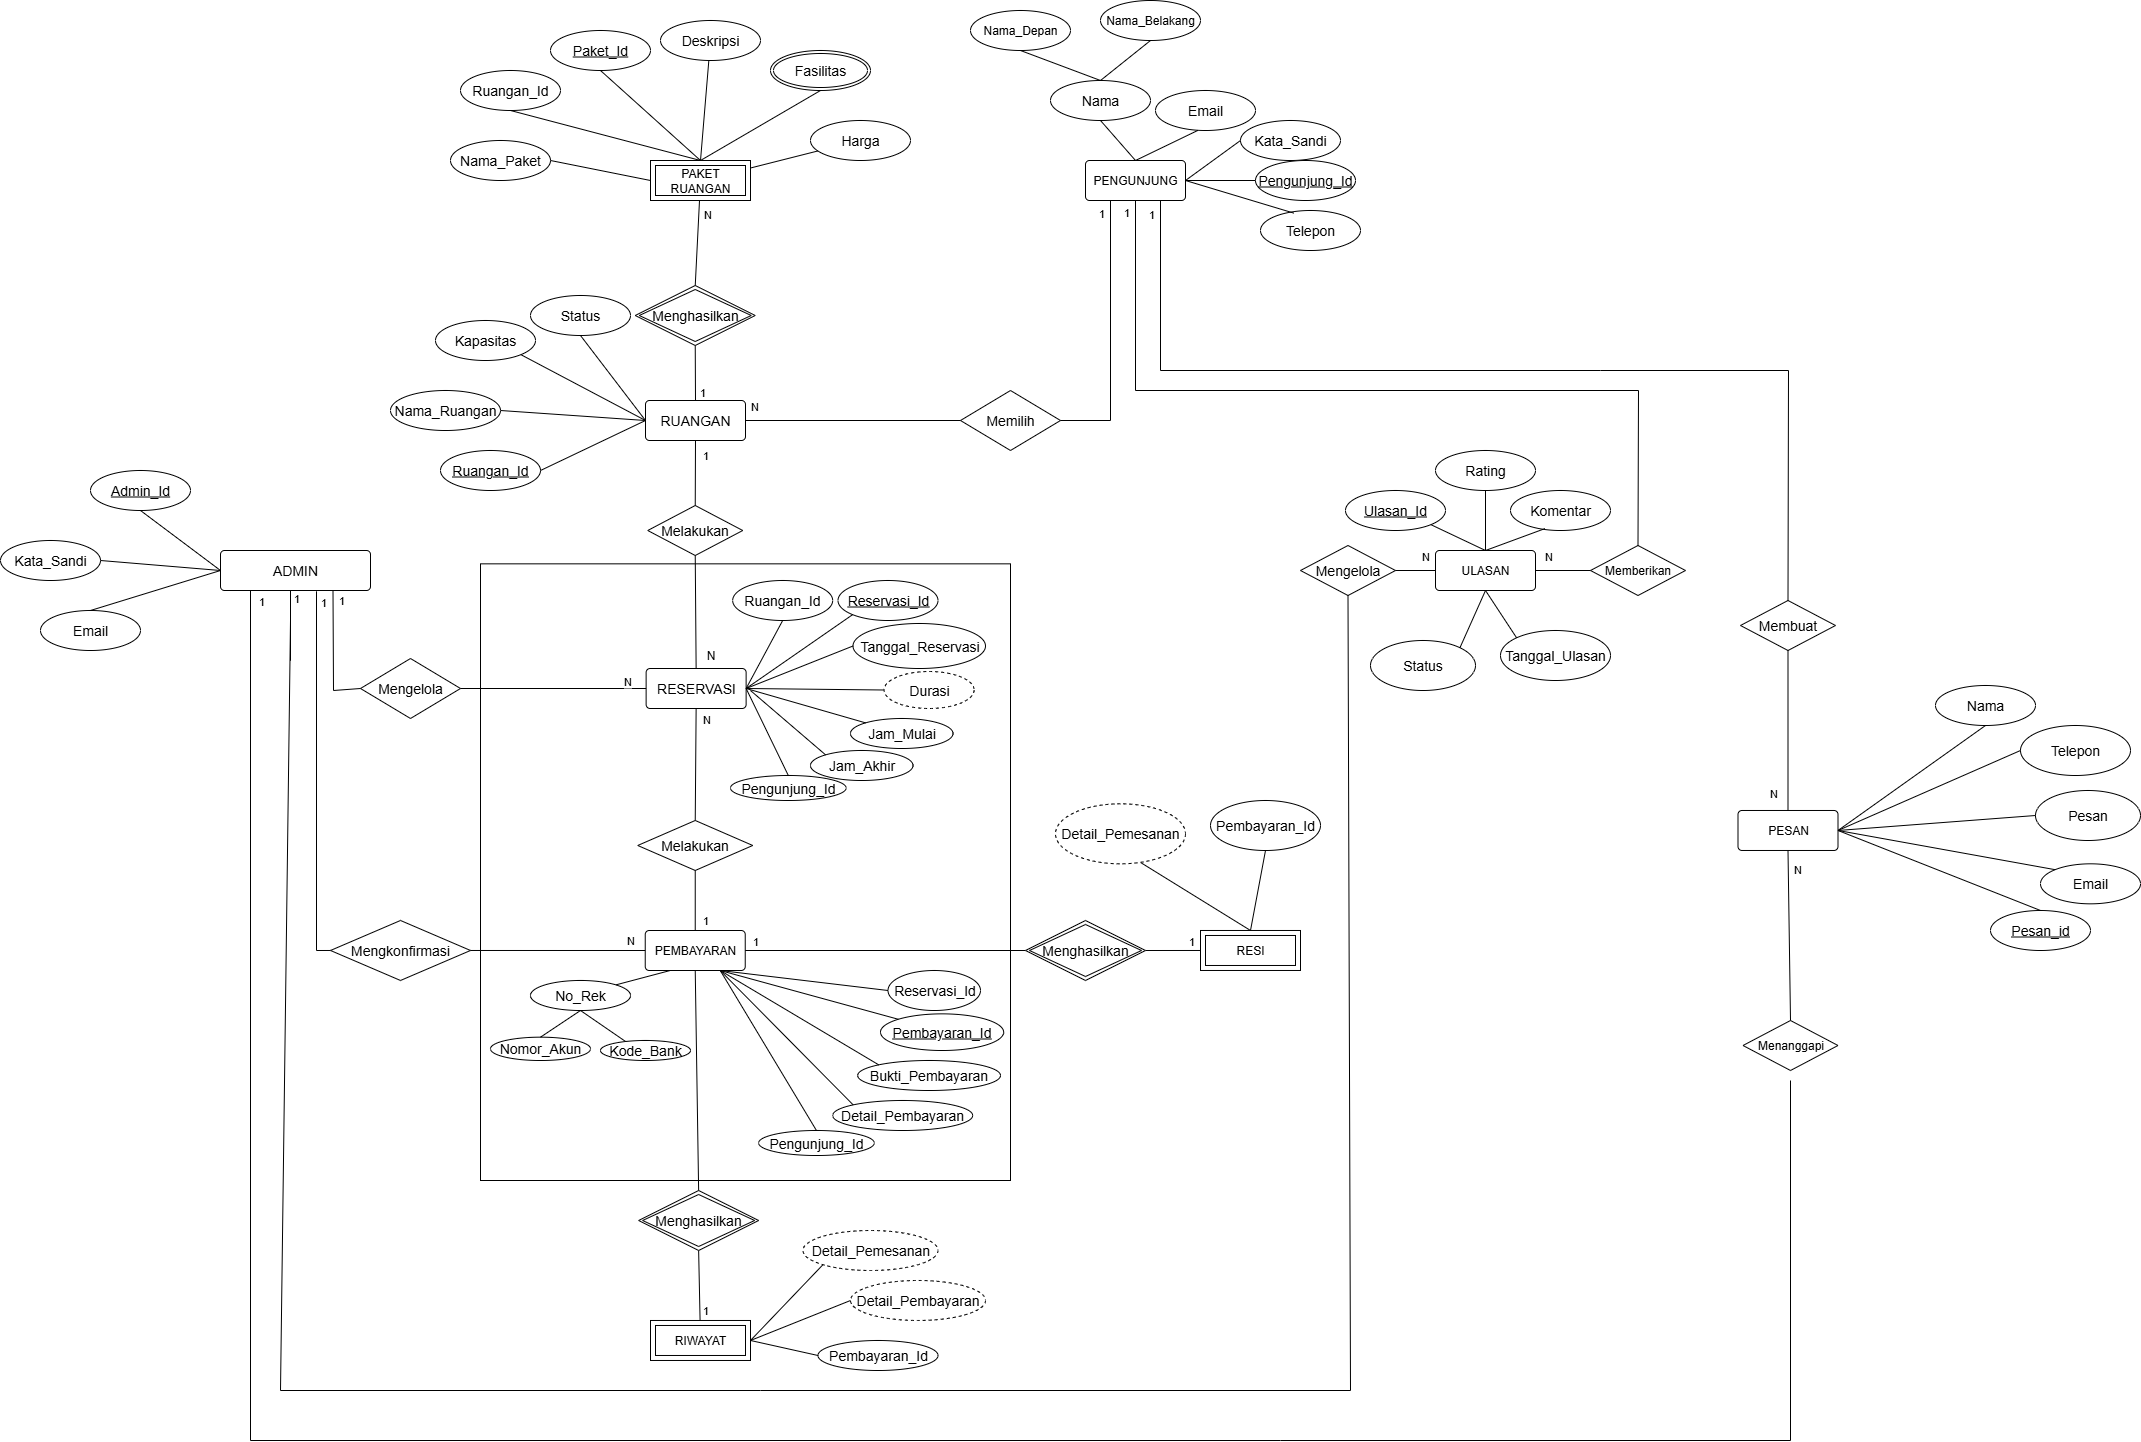 Nama_Depan
Nama_Belakang
Paket_Id
Deskripsi
Fasilitas
Ruangan_Id
Nama
Email
Nama_Paket
Harga
Kata_Sandi
PAKET
RUANGAN
PENGUNJUNG
Pengunjung_Id
Telepon
N
1
1
1
Status
Menghasilkan
Kapasitas
1
Nama_Ruangan
RUANGAN
N
Memilih
1
Ruangan_Id
Rating
Admin_Id
Ulasan_Id
Komentar
Melakukan
Kata_Sandi
ADMIN
Mengelola
N
ULASAN
N
Memberikan
1
1
1
1
Email
Ruangan_Id
Reservasi_Id
Membuat
Tanggal_Reservasi
N
Status
Tanggal_Ulasan
Mengelola
N
RESERVASI
Durasi
Nama
N
Jam_Mulai
Telepon
Jam_Akhir
Pengunjung_Id
N
Detail_Pemesanan
Pembayaran_Id
PESAN
Pesan
Melakukan
N
Email
1
Pesan_id
Mengkonfirmasi
N
PEMBAYARAN
1
Menghasilkan
1
RESI
No_Rek
Reservasi_Id
Nomor_Akun
Kode_Bank
Pembayaran_Id
Menanggapi
Bukti_Pembayaran
Detail_Pembayaran
Pengunjung_Id
Menghasilkan
Detail_Pemesanan
Detail_Pembayaran
1
RIWAYAT
Pembayaran_Id